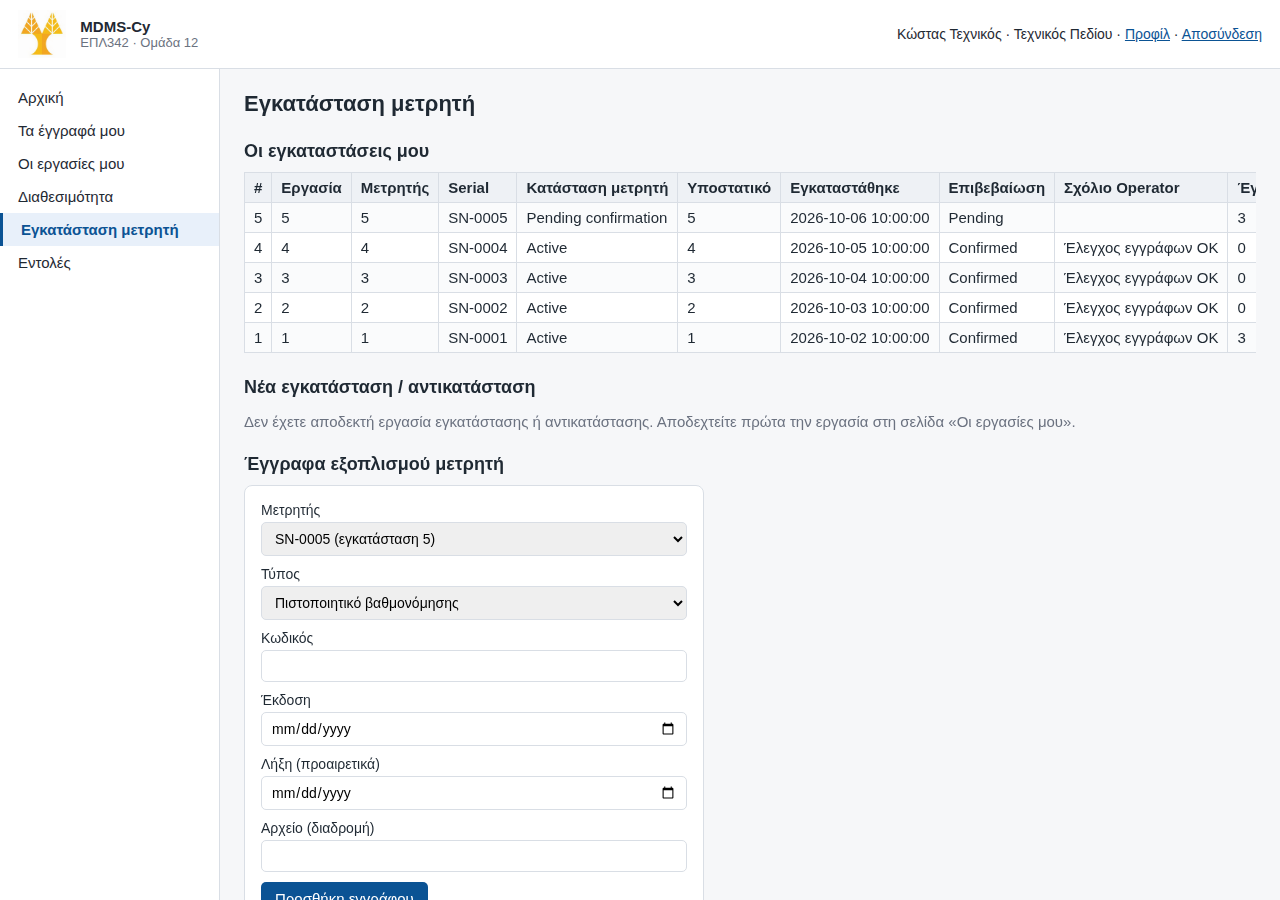 MDMS-Cy
ΕΠΛ342 · Ομάδα 12
Κώστας Τεχνικός · Τεχνικός Πεδίου · Προφίλ · Αποσύνδεση
Αρχική
Τα έγγραφά μου
Οι εργασίες μου
Διαθεσιμότητα
Εγκατάσταση μετρητή
Εντολές
Εγκατάσταση μετρητή
Οι εγκαταστάσεις μου
# Εργασία Μετρητής Serial Κατάσταση μετρητή Υποστατικό Εγκαταστάθηκε Επιβεβαίωση Σχόλιο Operator
5 5 5 SN-0005 Pending confirmation 5 2026-10-06 10:00:00 Pending 3
4 4 4 SN-0004 Active 4 2026-10-05 10:00:00 Confirmed Έλεγχος εγγράφων OK 0
3 3 3 SN-0003 Active 3 2026-10-04 10:00:00 Confirmed Έλεγχος εγγράφων OK 0
2 2 2 SN-0002 Active 2 2026-10-03 10:00:00 Confirmed Έλεγχος εγγράφων OK 0
1 1 1 SN-0001 Active 1 2026-10-02 10:00:00 Confirmed Έλεγχος εγγράφων OK 3
Νέα εγκατάσταση / αντικατάσταση
Δεν έχετε αποδεκτή εργασία εγκατάστασης ή αντικατάστασης. Αποδεχτείτε πρώτα την εργασία στη σελίδα «Οι εργασίες μου».
Έγγραφα εξοπλισμού μετρητή
Μετρητής
SN-0005 (εγκατάσταση 5)
Τύπος
Πιστοποιητικό βαθμονόμησης
Κωδικός
Έκδοση
mm/dd/yyyy
Λήξη (προαιρετικά)
mm/dd/yyyy
Αρχείο (διαδρομή)
Προσθήκη εγγράφου